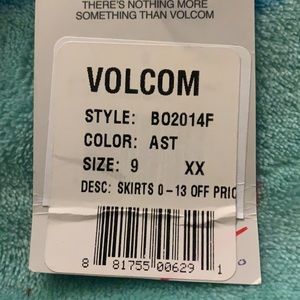 THERE'S NOTHING MORE
SOMETHING THAN VOLCOM
VOLCOM
STYLE: BO2014F
COLOR: AST
SIZE: 9 XX
DESC: SKIRTS 0-13 OFF PRIC
8 81755 00629 1